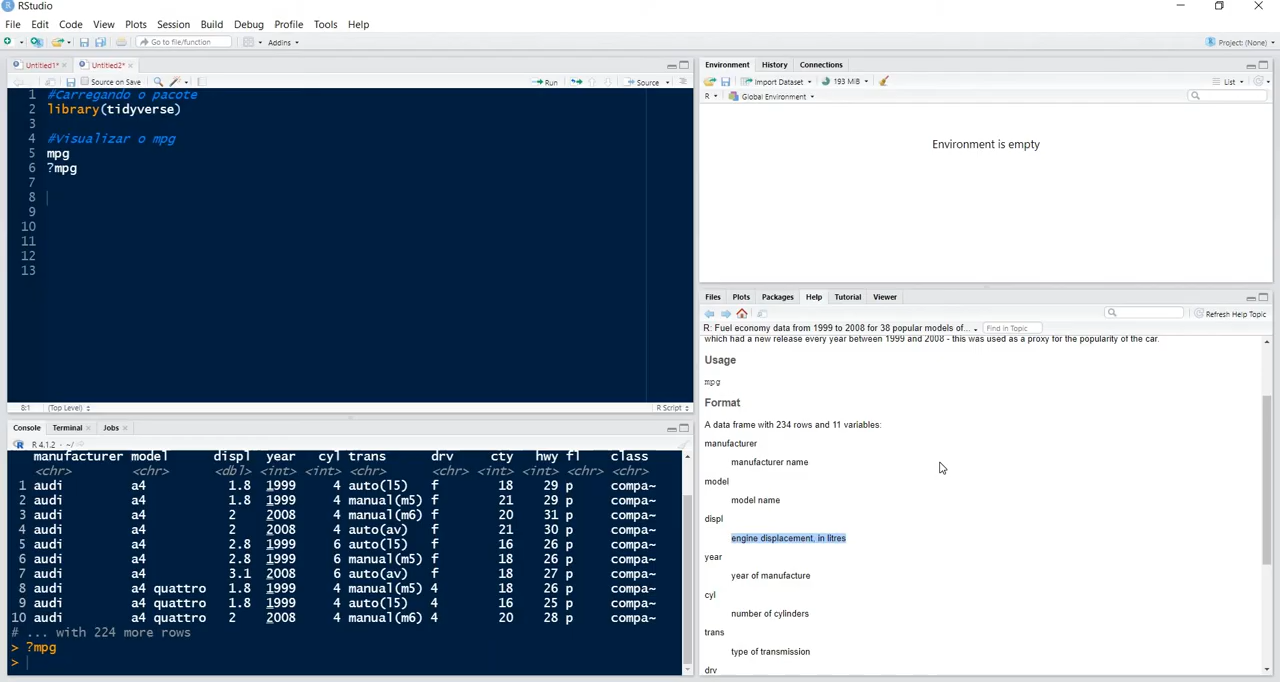 RStudio
File Edit Code View Plots Session Build Debug Profile Tools Help
Go to file/function Addins Project: (None)
Untitled1* Untitled2*
Source on Save Run Source
1 #Carregando o pacote
2 library(tidyverse)
3
4 #Visualizar o mpg
5 mpg
6 ?mpg
7
8
9
10
11
12
13
8:1 (Top Level) R Script
Console Terminal Jobs
R 4.1.2 · ~/
manufacturer model displ year cyl trans drv cty hwy fl class
<chr> <chr> <dbl> <int> <int> <chr> <chr> <int> <int> <chr> <chr>
1 audi a4 1.8 1999 4 auto(l5) f 18 29 p compa~
2 audi a4 1.8 1999 4 manual(m5) f 21 29 p compa~
3 audi a4 2 2008 4 manual(m6) f 20 31 p compa~
4 audi a4 2 2008 4 auto(av) f 21 30 p compa~
5 audi a4 2.8 1999 6 auto(l5) f 16 26 p compa~
6 audi a4 2.8 1999 6 manual(m5) f 18 26 p compa~
7 audi a4 3.1 2008 6 auto(av) f 18 27 p compa~
8 audi a4 quattro 1.8 1999 4 manual(m5) 4 18 26 p compa~
9 audi a4 quattro 1.8 1999 4 auto(l5) 4 16 25 p compa~
10 audi a4 quattro 2 2008 4 manual(m6) 4 20 28 p compa~
# ... with 224 more rows
> ?mpg
>
Environment History Connections
Import Dataset 193 MiB List
R Global Environment
Environment is empty
Files Plots Packages Help Tutorial Viewer
Refresh Help Topic
R: Fuel economy data from 1999 to 2008 for 38 popular models of... Find in Topic
which had a new release every year between 1999 and 2008 - this was used as a proxy for the popularity of the car.
Usage
mpg
Format
A data frame with 234 rows and 11 variables:
manufacturer
manufacturer name
model
model name
displ
engine displacement, in litres
year
year of manufacture
cyl
number of cylinders
trans
type of transmission
drv